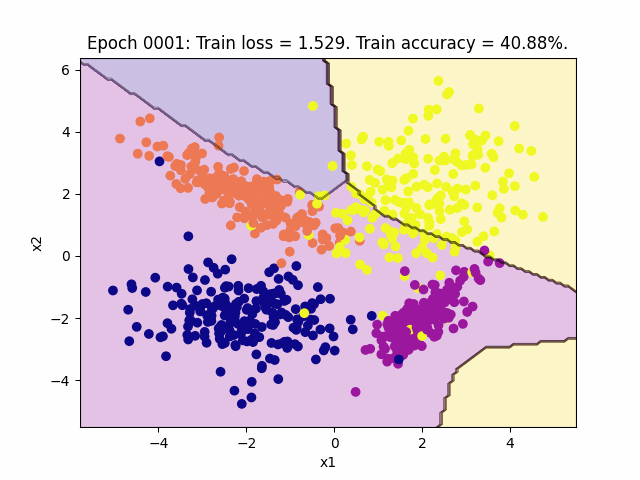 Epoch 0001: Train loss = 1.529. Train accuracy = 40.88%.
6
4
2
0
−2
−4
x2
−4 −2 0 2 4
x1